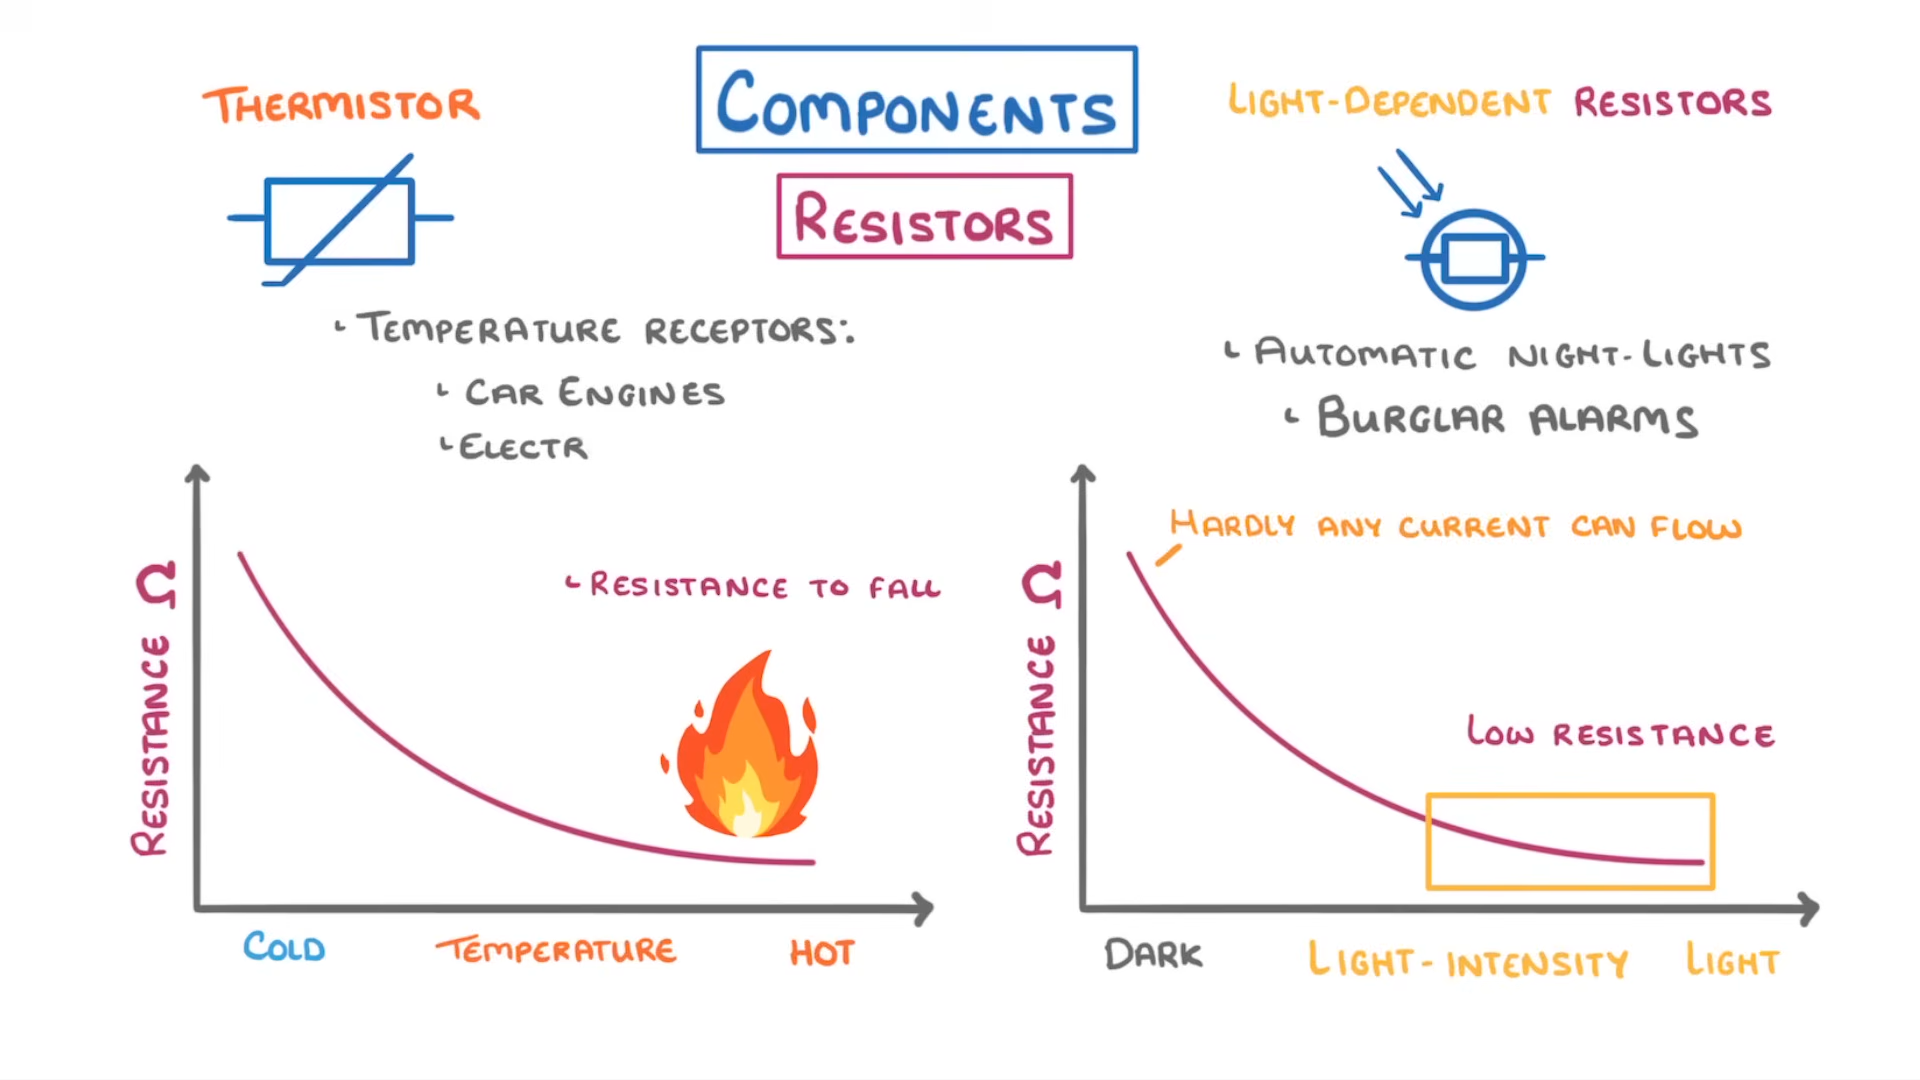 COMPONENTS
RESISTORS
THERMISTOR
└ TEMPERATURE RECEPTORS:
└ CAR ENGINES
└ ELECTR
RESISTANCE Ω
└ RESISTANCE TO FALL
COLD TEMPERATURE HOT
LIGHT-DEPENDENT RESISTORS
└ AUTOMATIC NIGHT-LIGHTS
└ BURGLAR ALARMS
RESISTANCE Ω
HARDLY ANY CURRENT CAN FLOW
LOW RESISTANCE
DARK LIGHT-INTENSITY LIGHT